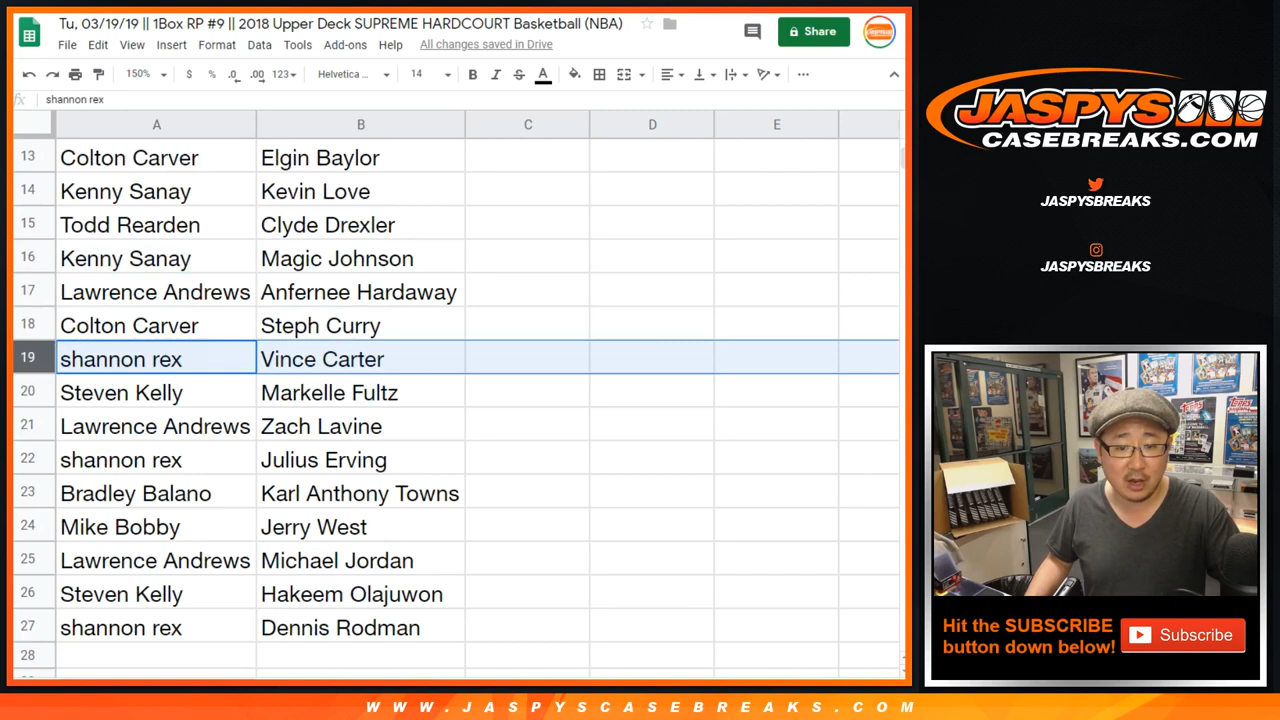 Tu, 03/19/19 || 1Box RP #9 || 2018 Upper Deck SUPREME HARDCOURT Basketball (NBA)
File Edit View Insert Format Data Tools Add-ons Help All changes saved in Drive
Share
150% $ % .0 .00 123 Helvetica ... 14 B I S A
fx shannon rex
A B C D E
13 Colton Carver Elgin Baylor
14 Kenny Sanay Kevin Love
15 Todd Rearden Clyde Drexler
16 Kenny Sanay Magic Johnson
17 Lawrence Andrews Anfernee Hardaway
18 Colton Carver Steph Curry
19 shannon rex Vince Carter
20 Steven Kelly Markelle Fultz
21 Lawrence Andrews Zach Lavine
22 shannon rex Julius Erving
23 Bradley Balano Karl Anthony Towns
24 Mike Bobby Jerry West
25 Lawrence Andrews Michael Jordan
26 Steven Kelly Hakeem Olajuwon
27 shannon rex Dennis Rodman
28
JASPYS
CASEBREAKS.COM
JASPYSBREAKS
JASPYSBREAKS
Hit the SUBSCRIBE
button down below!
Subscribe
WWW.JASPYSCASEBREAKS.COM